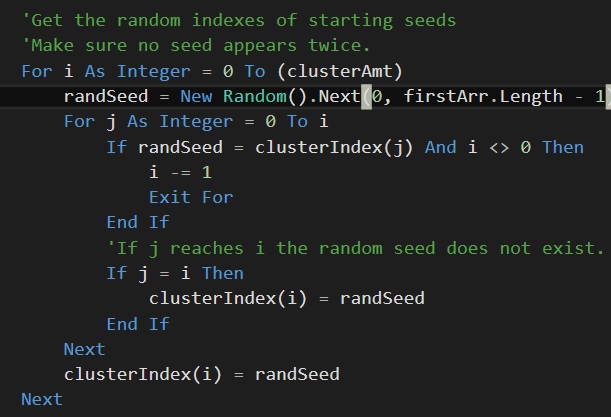 'Get the random indexes of starting seeds
'Make sure no seed appears twice.
For i As Integer = 0 To (clusterAmt)
randSeed = New Random().Next(0, firstArr.Length - 1)
For j As Integer = 0 To i
If randSeed = clusterIndex(j) And i <> 0 Then
i -= 1
Exit For
End If
'If j reaches i the random seed does not exist.
If j = i Then
clusterIndex(i) = randSeed
End If
Next
clusterIndex(i) = randSeed
Next